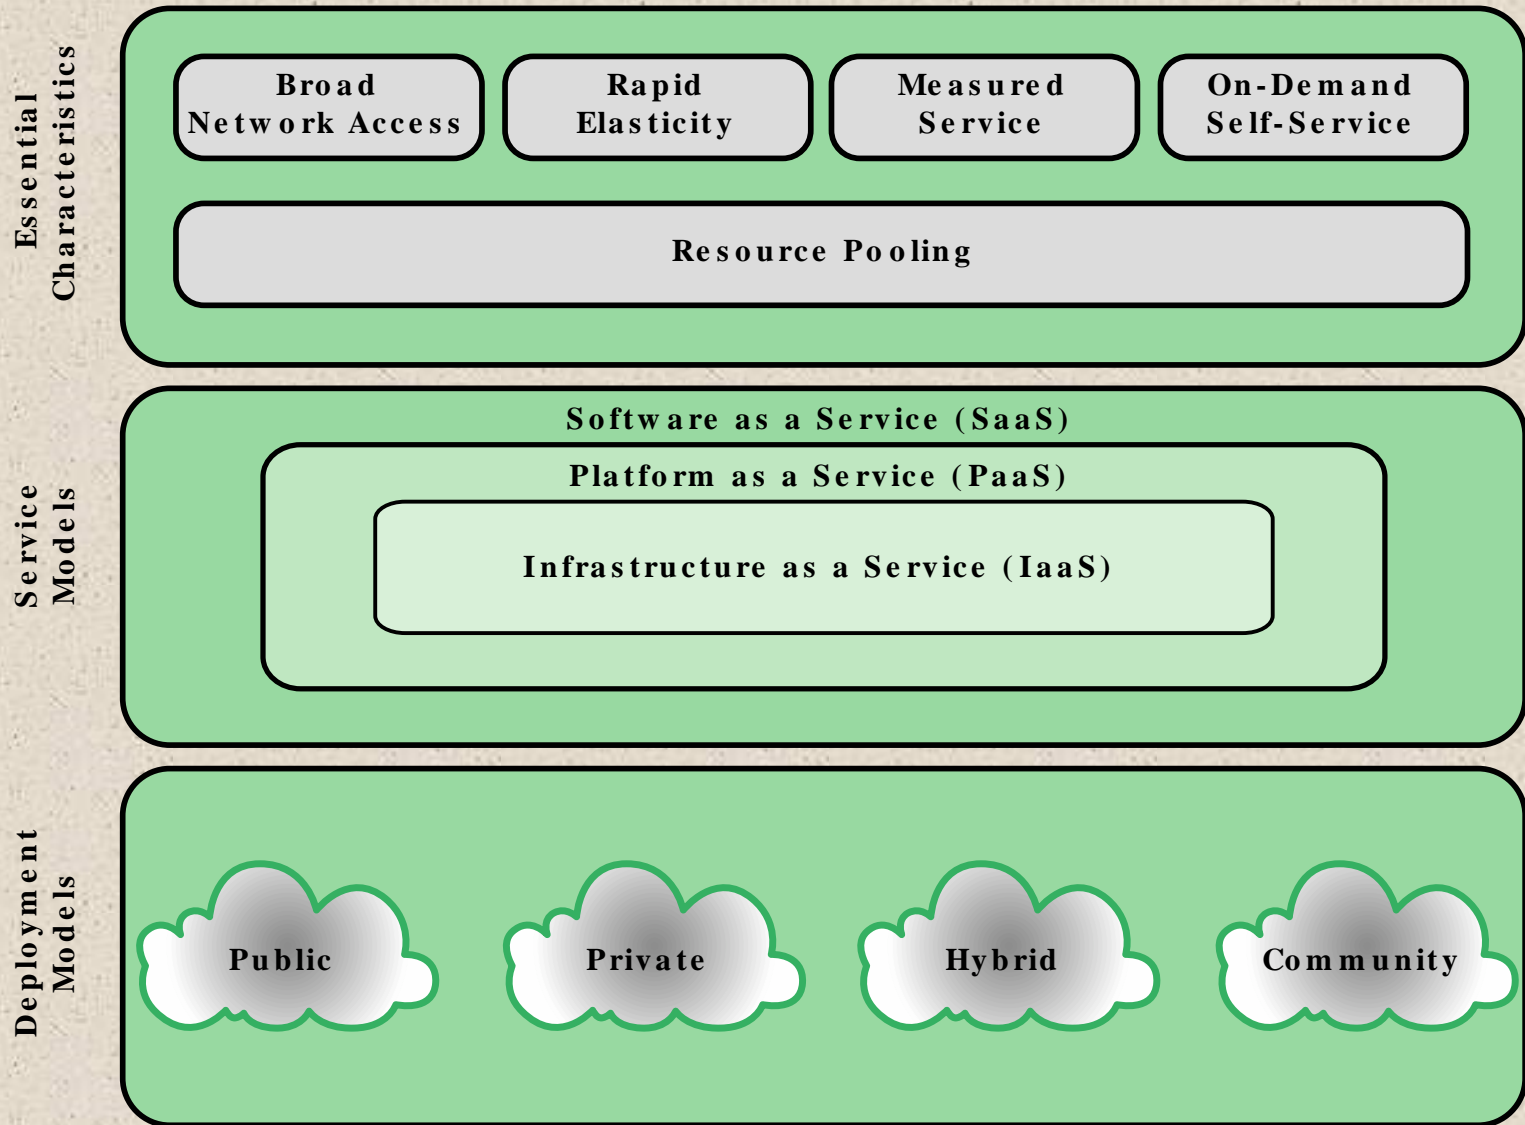 Essential
Characteristics
Broad
Network Access
Rapid
Elasticity
Measured
Service
On-Demand
Self-Service
Resource Pooling
Service
Models
Software as a Service (SaaS)
Platform as a Service (PaaS)
Infrastructure as a Service (IaaS)
Deployment
Models
Public
Private
Hybrid
Community